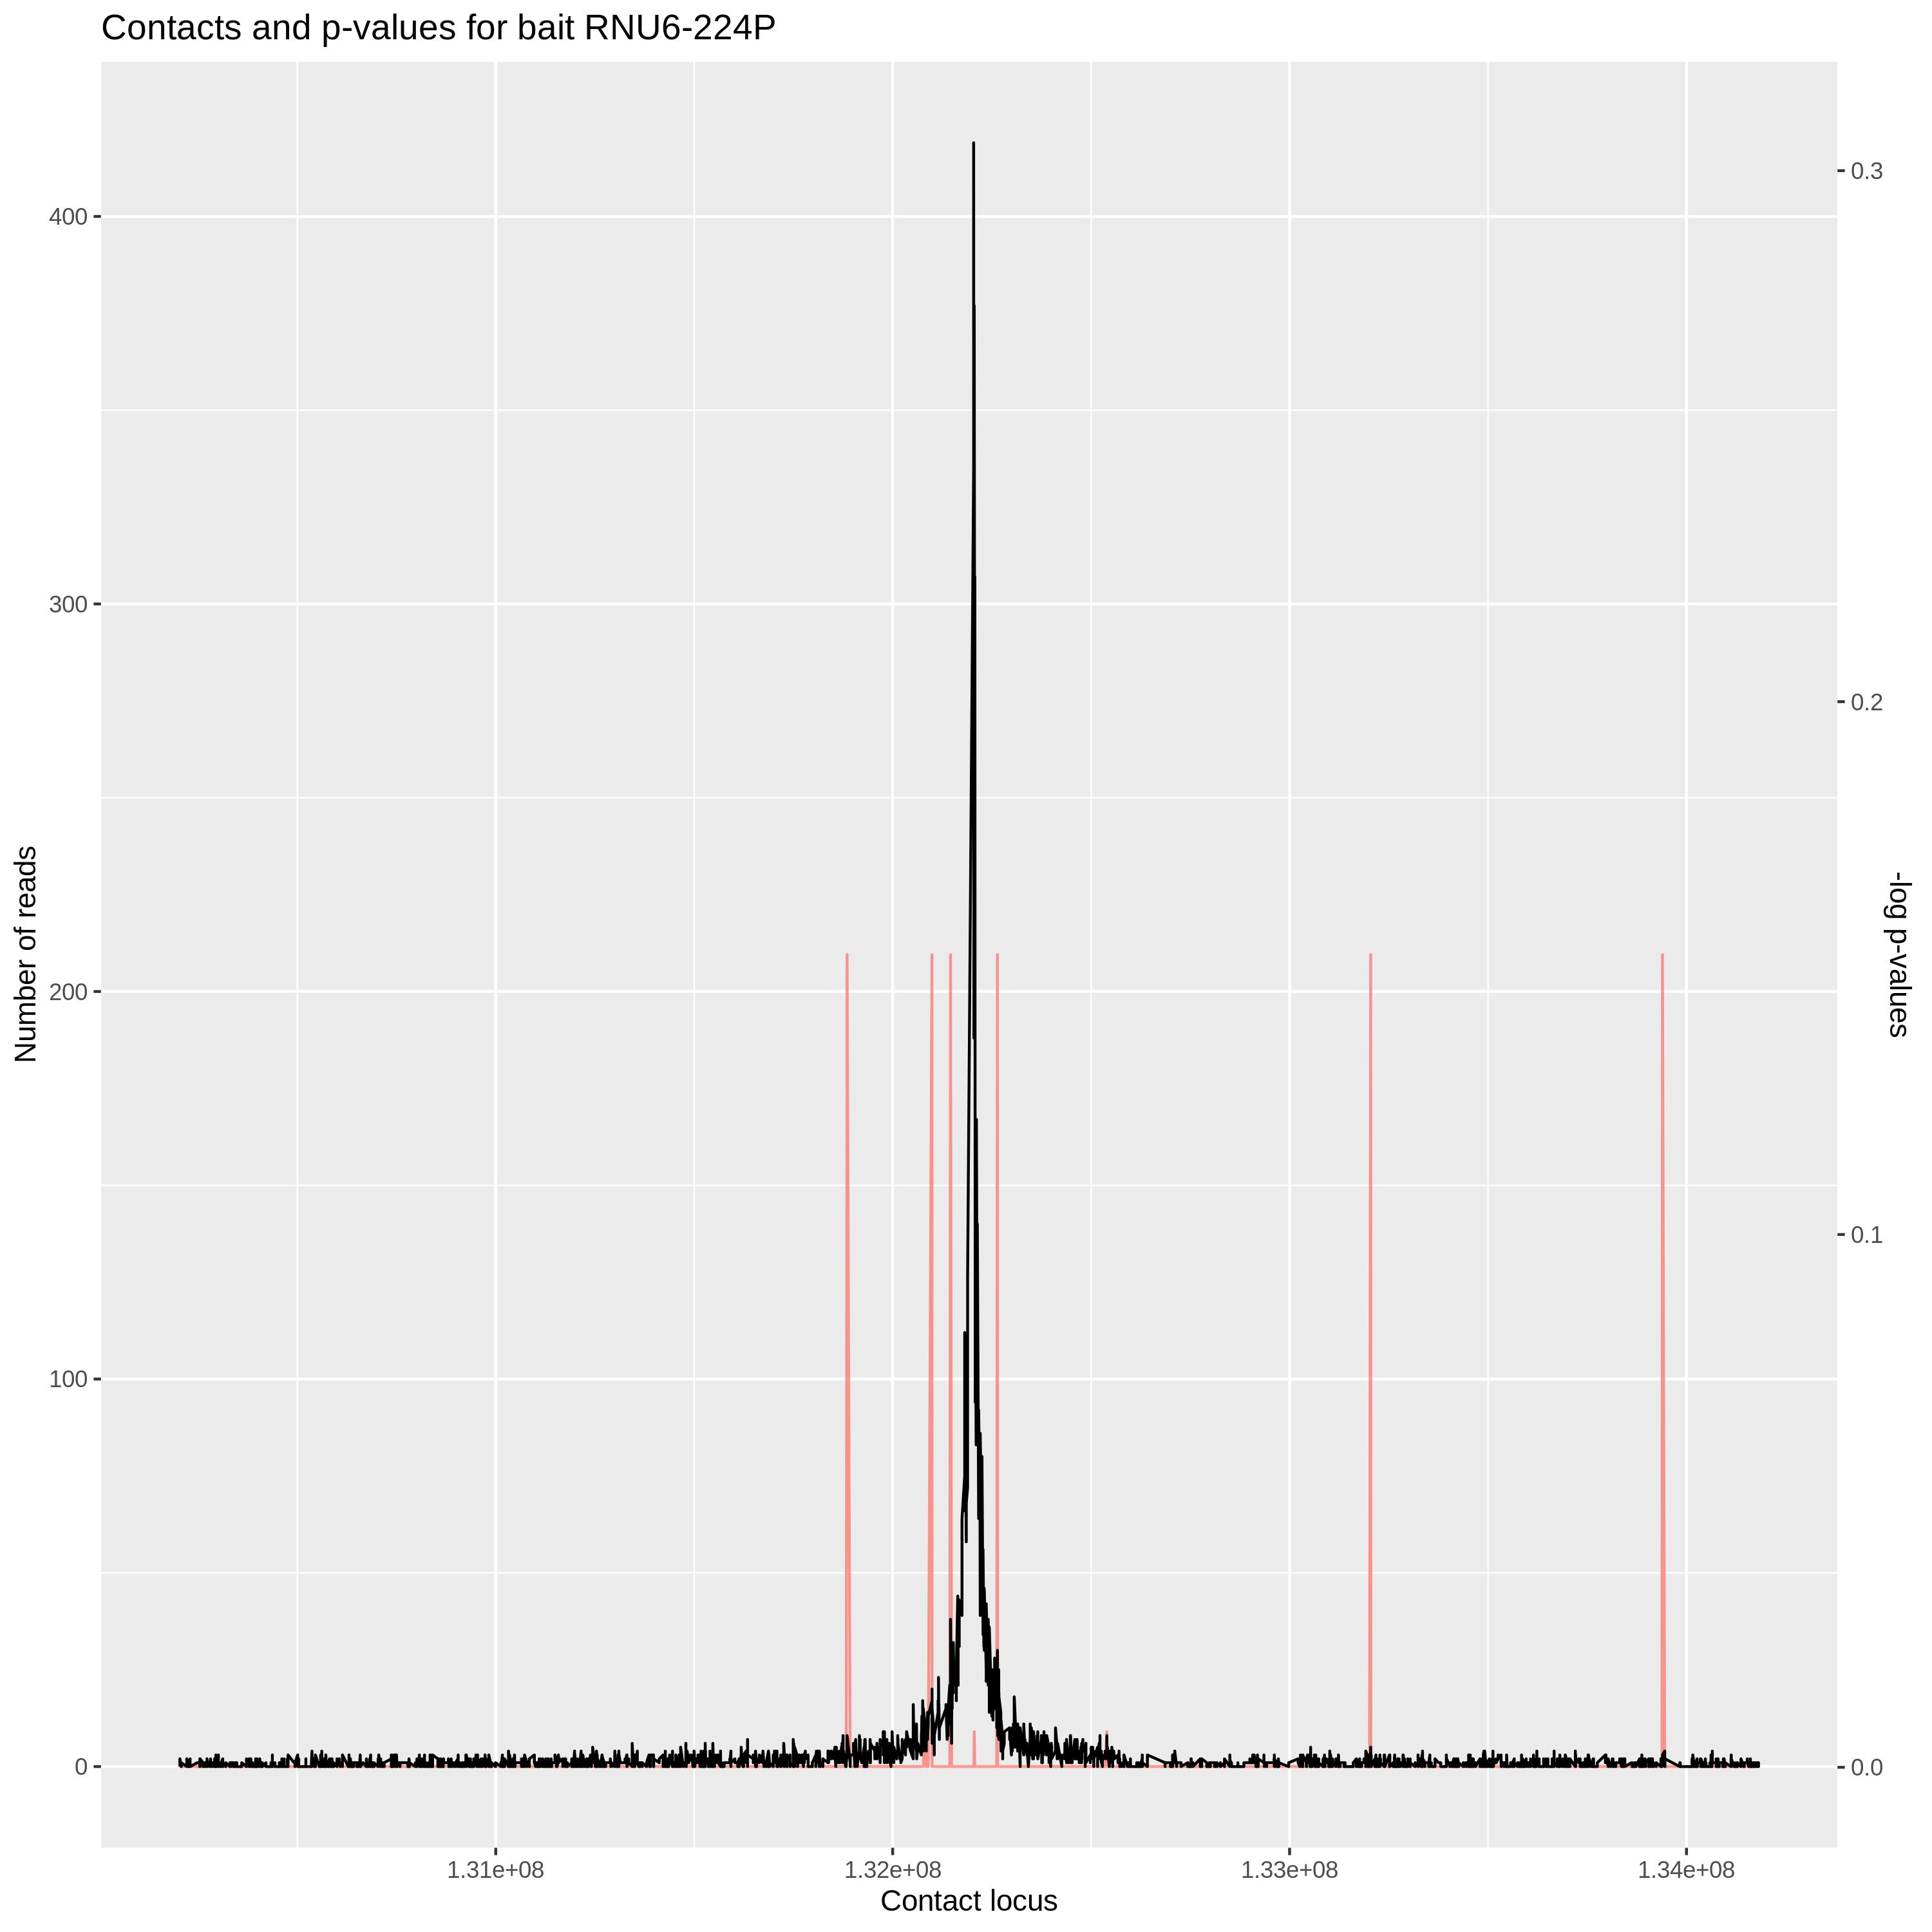 Contacts and p-values for bait RNU6-224P
400
300
200
100
0
0.3
0.2
0.1
0.0
1.31e+08
1.32e+08
1.33e+08
1.34e+08
Number of reads
-log p-values
Contact locus